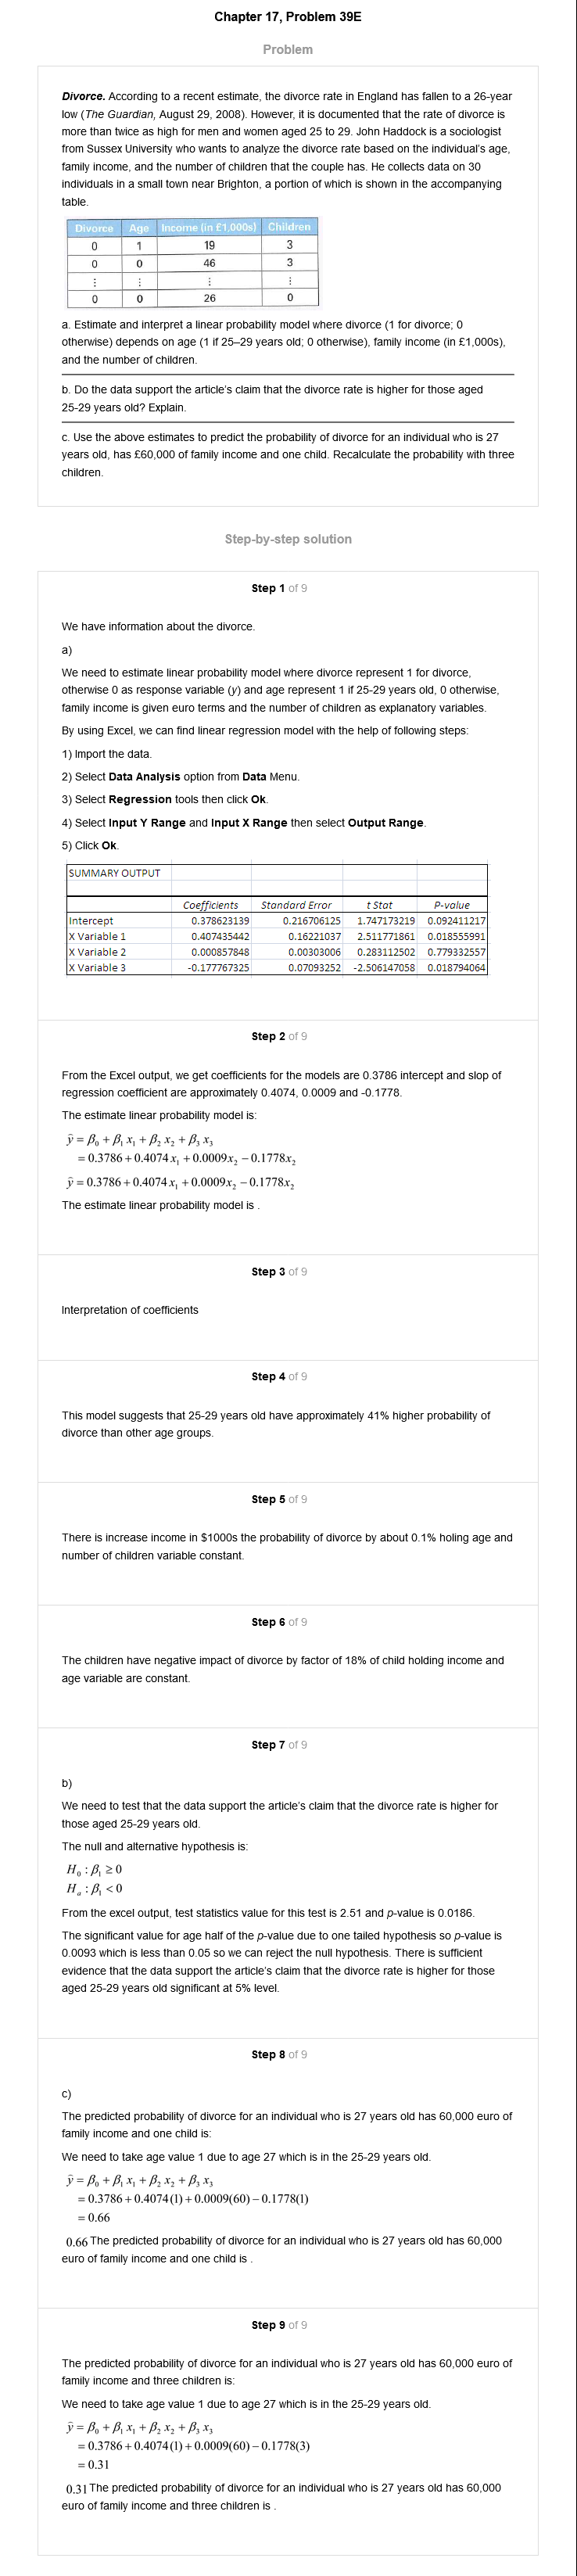 Chapter 17, Problem 39E
Problem
Divorce. According to a recent estimate, the divorce rate in England has fallen to a 26-year
low (The Guardian, August 29, 2008). However, it is documented that the rate of divorce is
more than twice as high for men and women aged 25 to 29. John Haddock is a sociologist
from Sussex University who wants to analyze the divorce rate based on the individual's age,
family income, and the number of children that the couple has. He collects data on 30
individuals in a small town near Brighton, a portion of which is shown in the accompanying
table.
Divorce Age Income (in £1,000s) Children
0 1 19 3
0 0 46 3
⋮ ⋮ ⋮ ⋮
0 0 26 0
a. Estimate and interpret a linear probability model where divorce (1 for divorce; 0
otherwise) depends on age (1 if 25–29 years old; 0 otherwise), family income (in £1,000s),
and the number of children.
b. Do the data support the article's claim that the divorce rate is higher for those aged
25-29 years old? Explain.
c. Use the above estimates to predict the probability of divorce for an individual who is 27
years old, has £60,000 of family income and one child. Recalculate the probability with three
children.
Step-by-step solution
Step 1 of 9
We have information about the divorce.
a)
We need to estimate linear probability model where divorce represent 1 for divorce,
otherwise 0 as response variable (y) and age represent 1 if 25-29 years old, 0 otherwise,
family income is given euro terms and the number of children as explanatory variables.
By using Excel, we can find linear regression model with the help of following steps:
1) Import the data.
2) Select Data Analysis option from Data Menu.
3) Select Regression tools then click Ok.
4) Select Input Y Range and Input X Range then select Output Range.
5) Click Ok.
SUMMARY OUTPUT
Coefficients Standard Error t Stat P-value
Intercept 0.378623139 0.216706125 1.747173219 0.092411217
X Variable 1 0.407435442 0.16221037 2.511771861 0.018555991
X Variable 2 0.000857848 0.00303006 0.283112502 0.779332557
X Variable 3 -0.177767325 0.07093252 -2.506147058 0.018794064
Step 2 of 9
From the Excel output, we get coefficients for the models are 0.3786 intercept and slop of
regression coefficient are approximately 0.4074, 0.0009 and -0.1778.
The estimate linear probability model is:
ŷ = β₀ + β₁ x₁ + β₂ x₂ + β₃ x₃
= 0.3786 + 0.4074 x₁ + 0.0009x₂ − 0.1778x₂
ŷ = 0.3786 + 0.4074 x₁ + 0.0009x₂ − 0.1778x₂
The estimate linear probability model is .
Step 3 of 9
Interpretation of coefficients
Step 4 of 9
This model suggests that 25-29 years old have approximately 41% higher probability of
divorce than other age groups.
Step 5 of 9
There is increase income in $1000s the probability of divorce by about 0.1% holing age and
number of children variable constant.
Step 6 of 9
The children have negative impact of divorce by factor of 18% of child holding income and
age variable are constant.
Step 7 of 9
b)
We need to test that the data support the article's claim that the divorce rate is higher for
those aged 25-29 years old.
The null and alternative hypothesis is:
H₀ : β₁ ≥ 0
Hₐ : β₁ < 0
From the excel output, test statistics value for this test is 2.51 and p-value is 0.0186.
The significant value for age half of the p-value due to one tailed hypothesis so p-value is
0.0093 which is less than 0.05 so we can reject the null hypothesis. There is sufficient
evidence that the data support the article's claim that the divorce rate is higher for those
aged 25-29 years old significant at 5% level.
Step 8 of 9
c)
The predicted probability of divorce for an individual who is 27 years old has 60,000 euro of
family income and one child is:
We need to take age value 1 due to age 27 which is in the 25-29 years old.
ŷ = β₀ + β₁ x₁ + β₂ x₂ + β₃ x₃
= 0.3786 + 0.4074 (1) + 0.0009(60) − 0.1778(1)
= 0.66
0.66 The predicted probability of divorce for an individual who is 27 years old has 60,000
euro of family income and one child is .
Step 9 of 9
The predicted probability of divorce for an individual who is 27 years old has 60,000 euro of
family income and three children is:
We need to take age value 1 due to age 27 which is in the 25-29 years old.
ŷ = β₀ + β₁ x₁ + β₂ x₂ + β₃ x₃
= 0.3786 + 0.4074 (1) + 0.0009(60) − 0.1778(3)
= 0.31
0.31 The predicted probability of divorce for an individual who is 27 years old has 60,000
euro of family income and three children is .